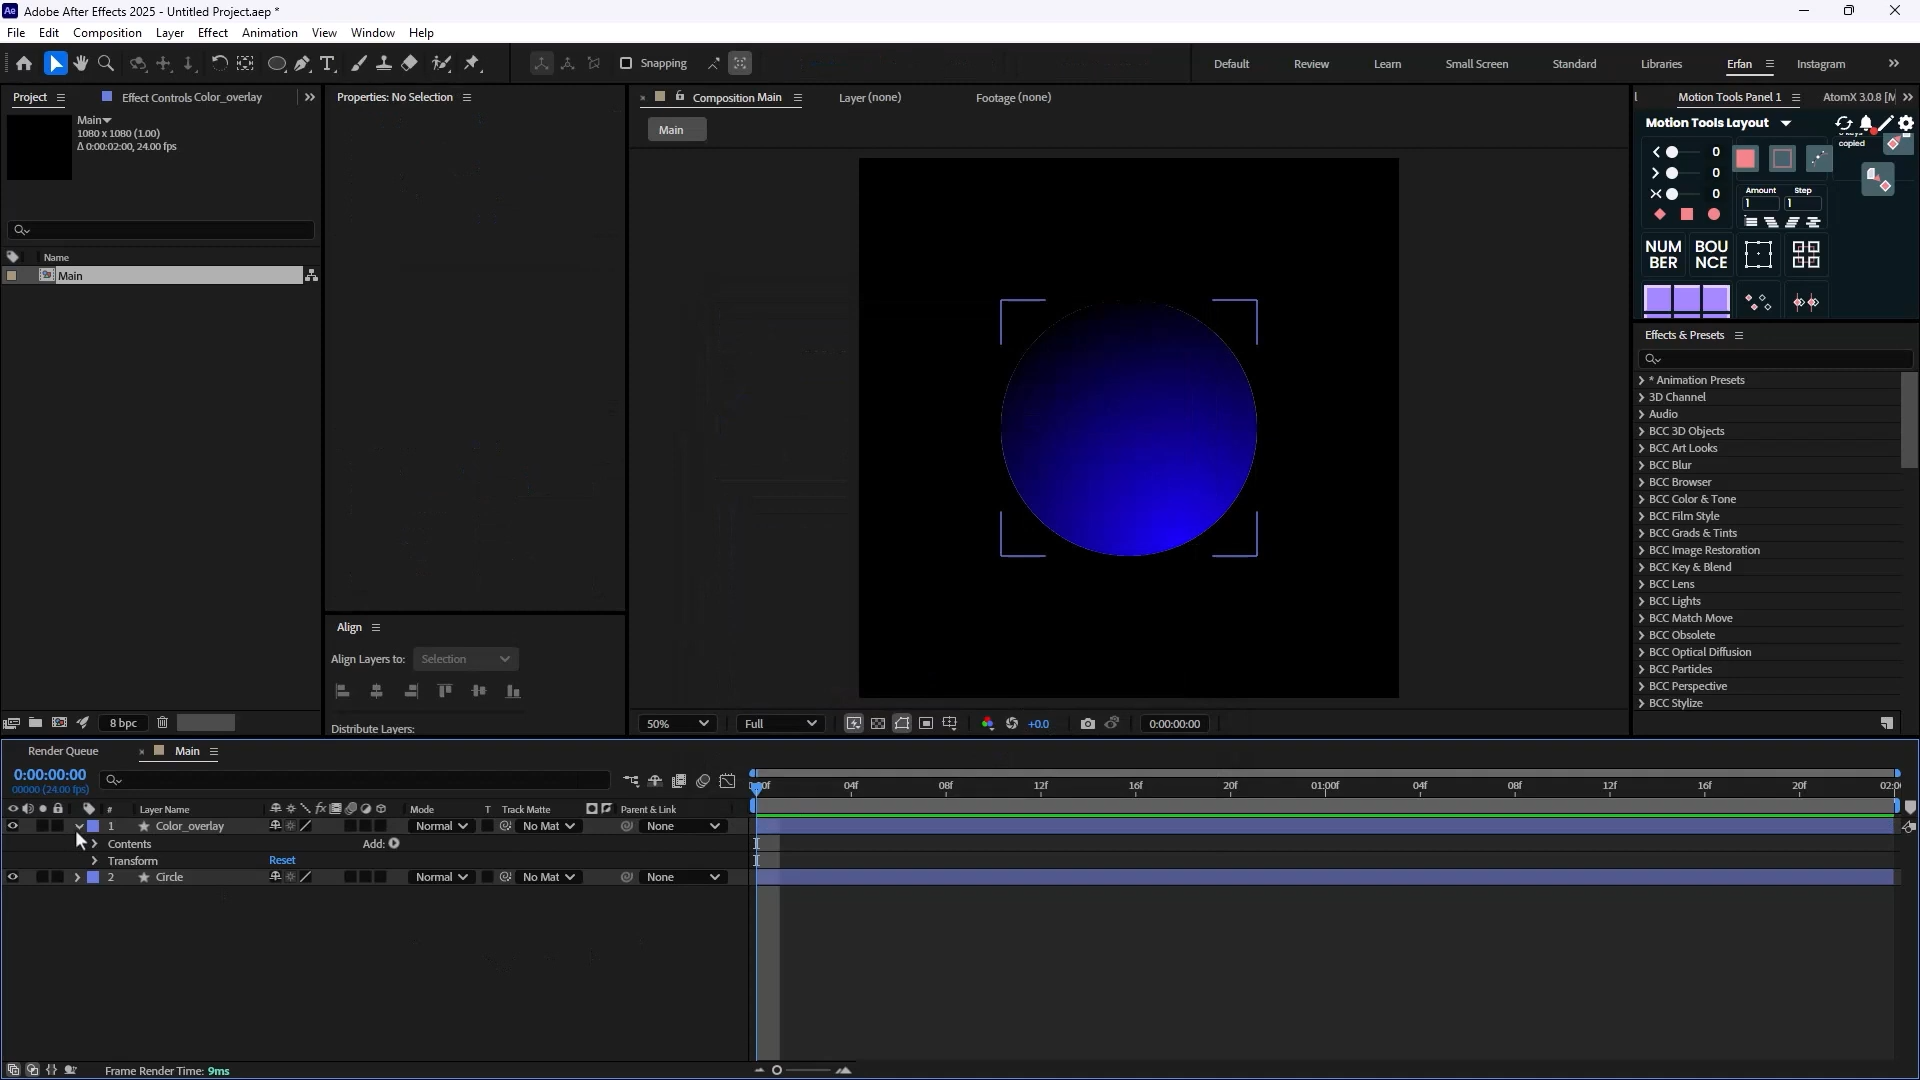 Adobe After Effects 2025 - Untitled Project.aep *
File Edit Composition Layer Effect Animation View Window Help
Snapping
Default Review Learn Small Screen Standard Libraries Erfan Instagram
Project
Effect Controls Color_overlay
Main
1080 x 1080 (1.00)
Δ 0:00:02:00, 24.00 fps
Name
Main
8 bpc
Properties: No Selection
Align
Align Layers to: Selection
Distribute Layers:
Composition Main
Layer (none)
Footage (none)
Main
50% Full +0.0 0:00:00:00
Motion Tools Panel 1
AtomX 3.0.8 [M
Motion Tools Layout
copied
0
0
0
Amount Step
1 1
NUM
BER
BOU
NCE
Effects & Presets
* Animation Presets
3D Channel
Audio
BCC 3D Objects
BCC Art Looks
BCC Blur
BCC Browser
BCC Color & Tone
BCC Film Style
BCC Grads & Tints
BCC Image Restoration
BCC Key & Blend
BCC Lens
BCC Lights
BCC Match Move
BCC Obsolete
BCC Optical Diffusion
BCC Particles
BCC Perspective
BCC Stylize
Render Queue
Main
0:00:00:00
00000 (24.00 fps)
04f 08f 12f 16f 20f 01:00f 04f 08f 12f 16f 20f
# Layer Name fx Mode T Track Matte Parent & Link
1 Color_overlay Normal No Mat None
Contents Add:
Transform Reset
2 Circle Normal No Mat None
Frame Render Time: 9ms